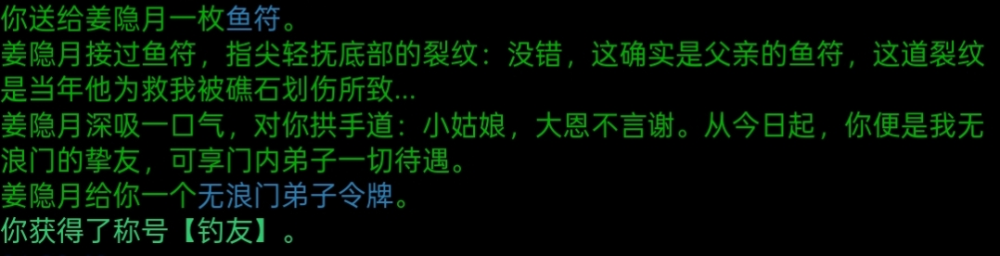 你送给姜隐月一枚鱼符。
姜隐月接过鱼符，指尖轻抚底部的裂纹：没错，这确实是父亲的鱼符，这道裂纹
是当年他为救我被礁石划伤所致...
姜隐月深吸一口气，对你拱手道：小姑娘，大恩不言谢。从今日起，你便是我无
浪门的挚友，可享门内弟子一切待遇。
姜隐月给你一个无浪门弟子令牌。
你获得了称号【钓友】。